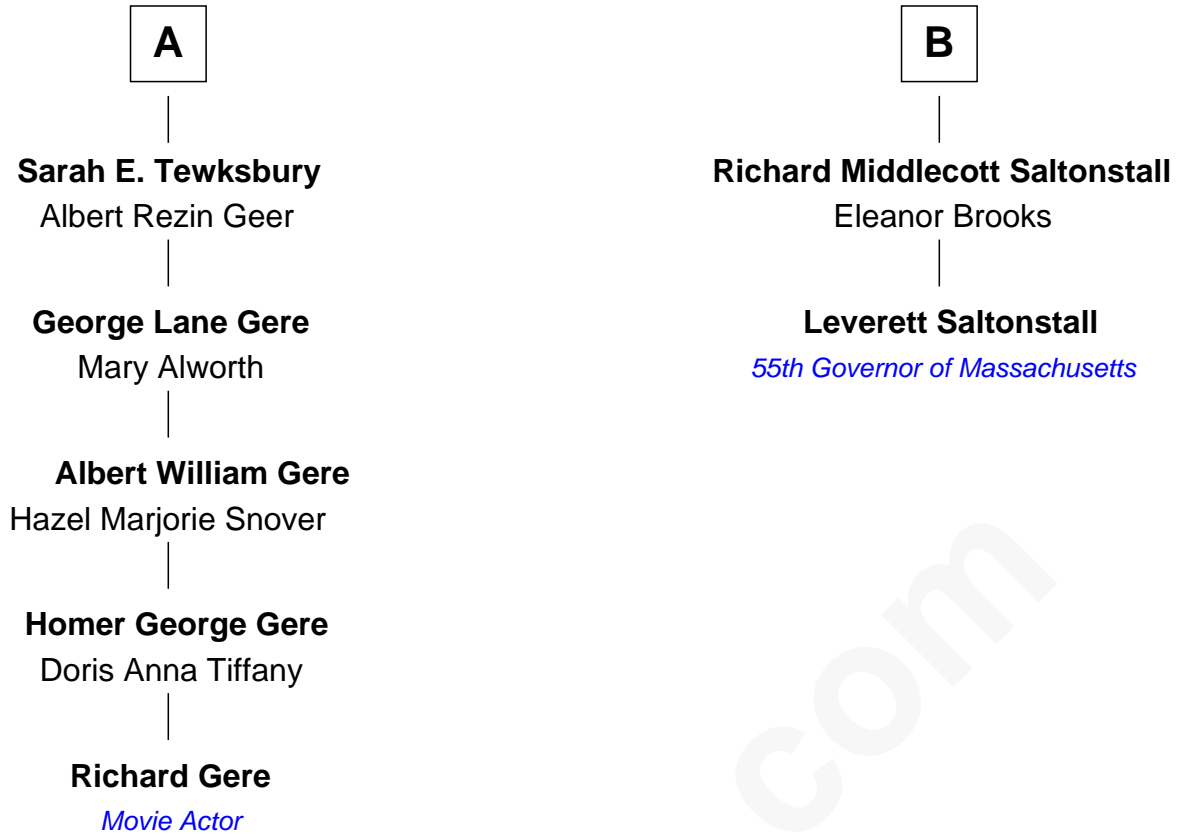 A
Sarah E. Tewksbury
Albert Rezin Geer
George Lane Gere
Mary Alworth
Albert William Gere
Hazel Marjorie Snover
Homer George Gere
Doris Anna Tiffany
Richard Gere
Movie Actor
B
Richard Middlecott Saltonstall
Eleanor Brooks
Leverett Saltonstall
55th Governor of Massachusetts
com